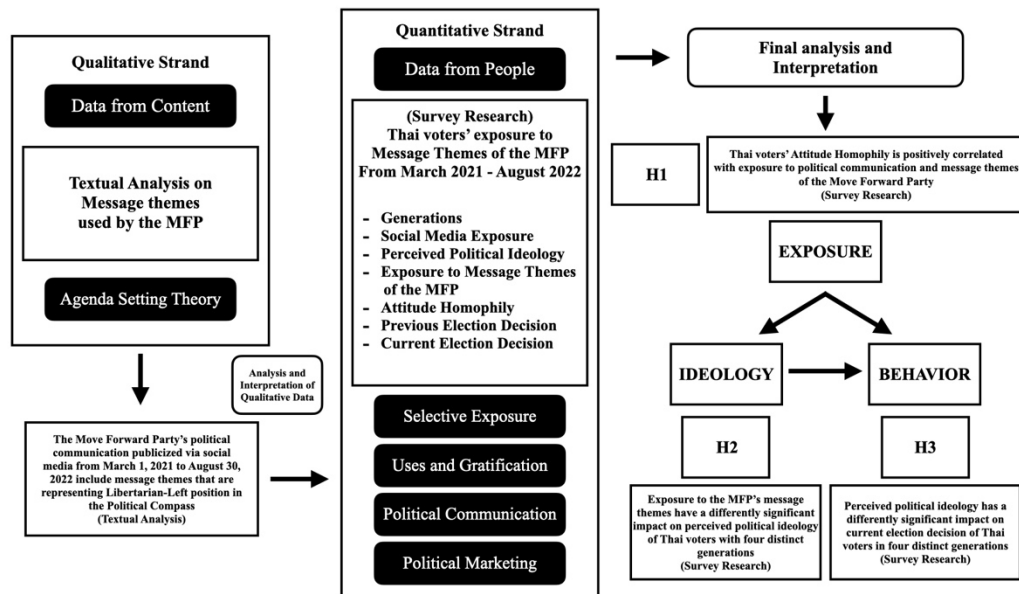 Qualitative Strand
Data from Content
Textual Analysis on
Message themes
used by the MFP
Agenda Setting Theory
Analysis and
Interpretation of
Qualitative Data
The Move Forward Party's political
communication publicized via social
media from March 1, 2021 to August 30,
2022 include message themes that are
representing Libertarian-Left position in
the Political Compass
(Textual Analysis)
Quantitative Strand
Data from People
(Survey Research)
Thai voters' exposure to
Message Themes of the MFP
From March 2021 - August 2022
- Generations
- Social Media Exposure
- Perceived Political Ideology
- Exposure to Message Themes
of the MFP
- Attitude Homophily
- Previous Election Decision
- Current Election Decision
Selective Exposure
Uses and Gratification
Political Communication
Political Marketing
Final analysis and
Interpretation
H1
Thai voters' Attitude Homophily is positively correlated
with exposure to political communication and message themes
of the Move Forward Party
(Survey Research)
EXPOSURE
IDEOLOGY
BEHAVIOR
H2
H3
Exposure to the MFP's message
themes have a differently significant
impact on perceived political ideology
of Thai voters with four distinct
generations
(Survey Research)
Perceived political ideology has a
differently significant impact on
current election decision of Thai
voters in four distinct generations
(Survey Research)